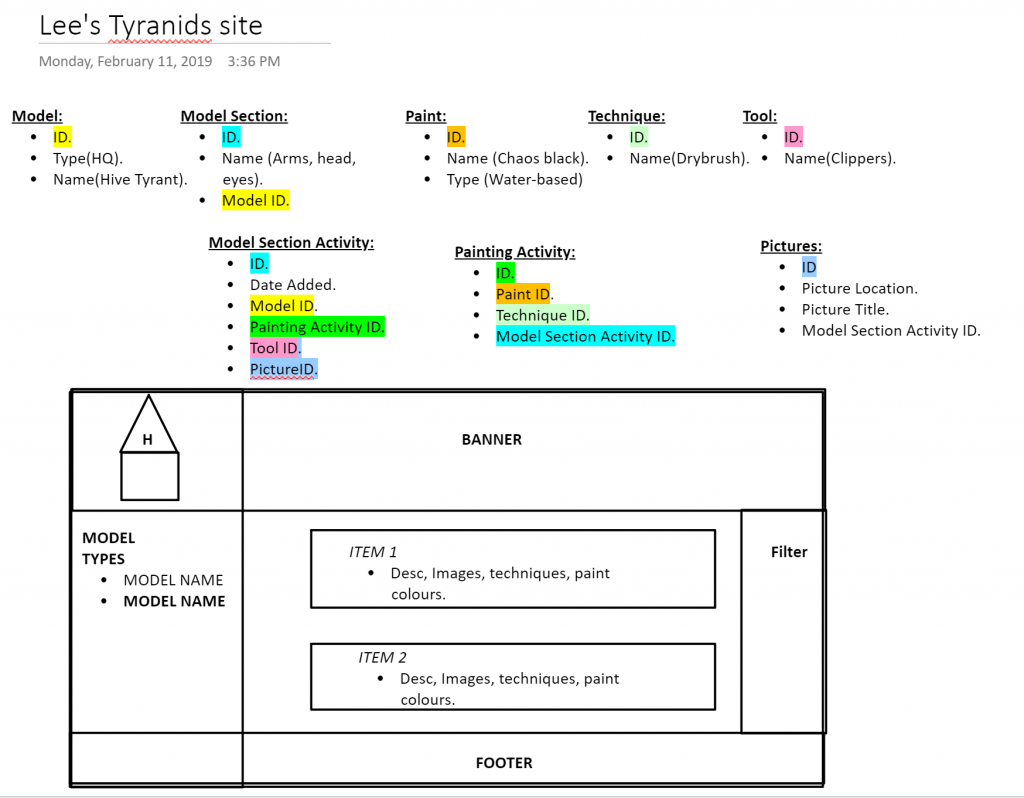 Lee's Tyranids site
Monday, February 11, 2019 3:36 PM
Model:
ID.
Type(HQ).
Name(Hive Tyrant).
Model Section:
ID.
Name (Arms, head,
eyes).
Model ID.
Paint:
ID.
Name (Chaos black).
Type (Water-based)
Technique:
ID.
Name(Drybrush).
Tool:
ID.
Name(Clippers).
Model Section Activity:
ID.
Date Added.
Model ID.
Painting Activity ID.
Tool ID.
PictureID.
Painting Activity:
ID.
Paint ID.
Technique ID.
Model Section Activity ID.
Pictures:
ID
Picture Location.
Picture Title.
Model Section Activity ID.
H
BANNER
MODEL
TYPES
MODEL NAME
MODEL NAME
ITEM 1
Desc, Images, techniques, paint
colours.
ITEM 2
Desc, Images, techniques, paint
colours.
Filter
FOOTER